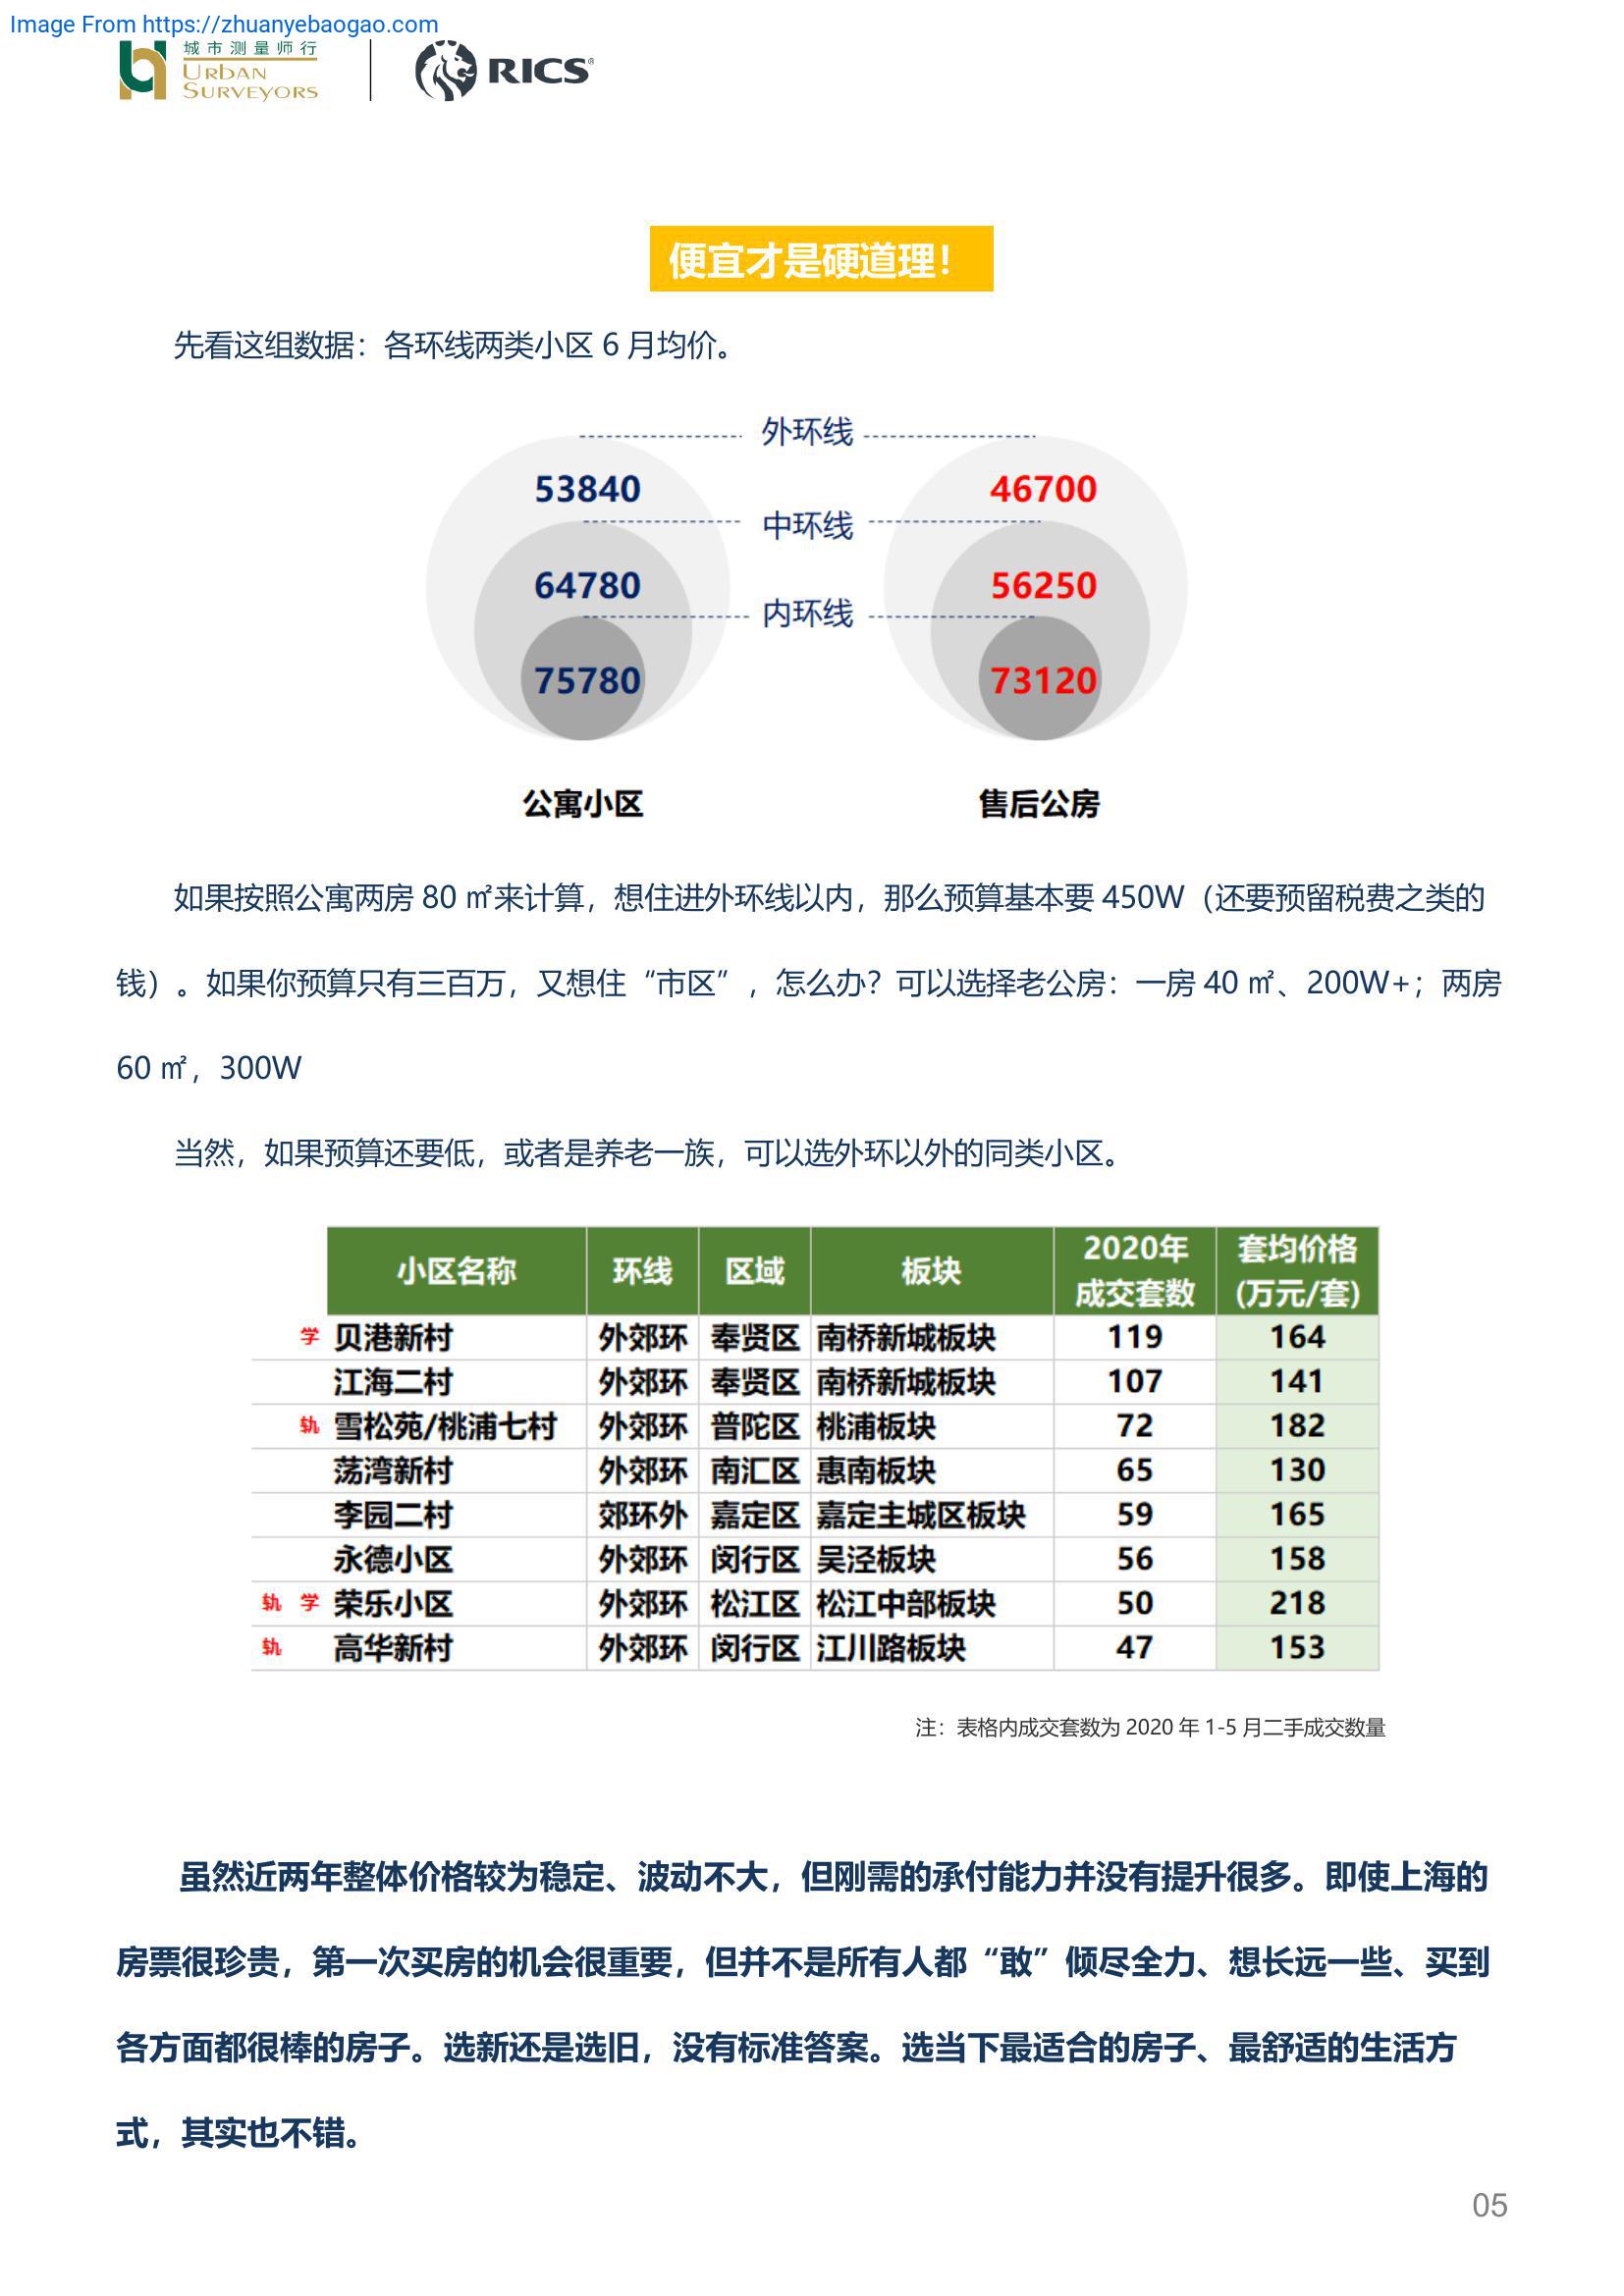 Image From https://zhuanyebaogao.com
城市测量师行
URBAN
SURVEYORS
RICS®
便宜才是硬道理！
先看这组数据：各环线两类小区 6 月均价。
外环线
53840 46700
中环线
64780 56250
内环线
75780 73120
公寓小区 售后公房
如果按照公寓两房 80 ㎡来计算，想住进外环线以内，那么预算基本要 450W（还要预留税费之类的
钱）。如果你预算只有三百万，又想住“市区”，怎么办？可以选择老公房：一房 40 ㎡、200W+；两房
60 ㎡，300W
当然，如果预算还要低，或者是养老一族，可以选外环以外的同类小区。
小区名称 环线 区域 板块 2020年成交套数 套均价格(万元/套)
学 贝港新村 外郊环 奉贤区 南桥新城板块 119 164
江海二村 外郊环 奉贤区 南桥新城板块 107 141
轨 雪松苑/桃浦七村 外郊环 普陀区 桃浦板块 72 182
荡湾新村 外郊环 南汇区 惠南板块 65 130
李园二村 郊环外 嘉定区 嘉定主城区板块 59 165
永德小区 外郊环 闵行区 吴泾板块 56 158
轨 学 荣乐小区 外郊环 松江区 松江中部板块 50 218
轨 高华新村 外郊环 闵行区 江川路板块 47 153
注：表格内成交套数为 2020 年 1-5 月二手成交数量
虽然近两年整体价格较为稳定、波动不大，但刚需的承付能力并没有提升很多。即使上海的
房票很珍贵，第一次买房的机会很重要，但并不是所有人都“敢”倾尽全力、想长远一些、买到
各方面都很棒的房子。选新还是选旧，没有标准答案。选当下最适合的房子、最舒适的生活方
式，其实也不错。
05